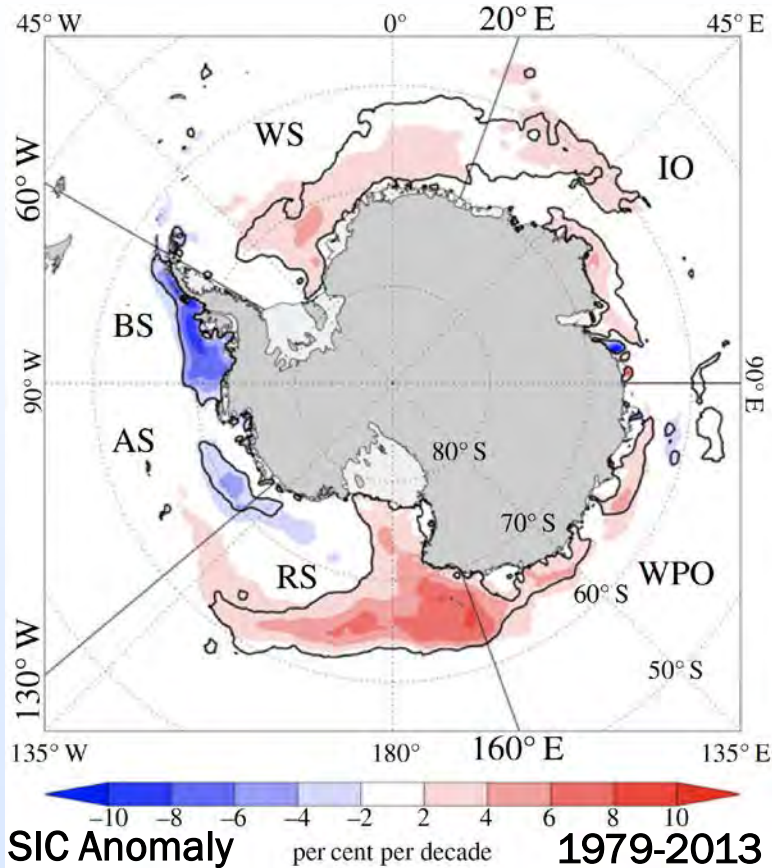 45° W 0° 20° E 45° E
WS
IO
60° W
BS
90° W
90° E
AS
80° S
70° S
RS
WPO
60° S
50° S
130° W
135° W 180° 160° E 135° E
−10 −8 −6 −4 −2 2 4 6 8 10
SIC Anomaly per cent per decade 1979-2013